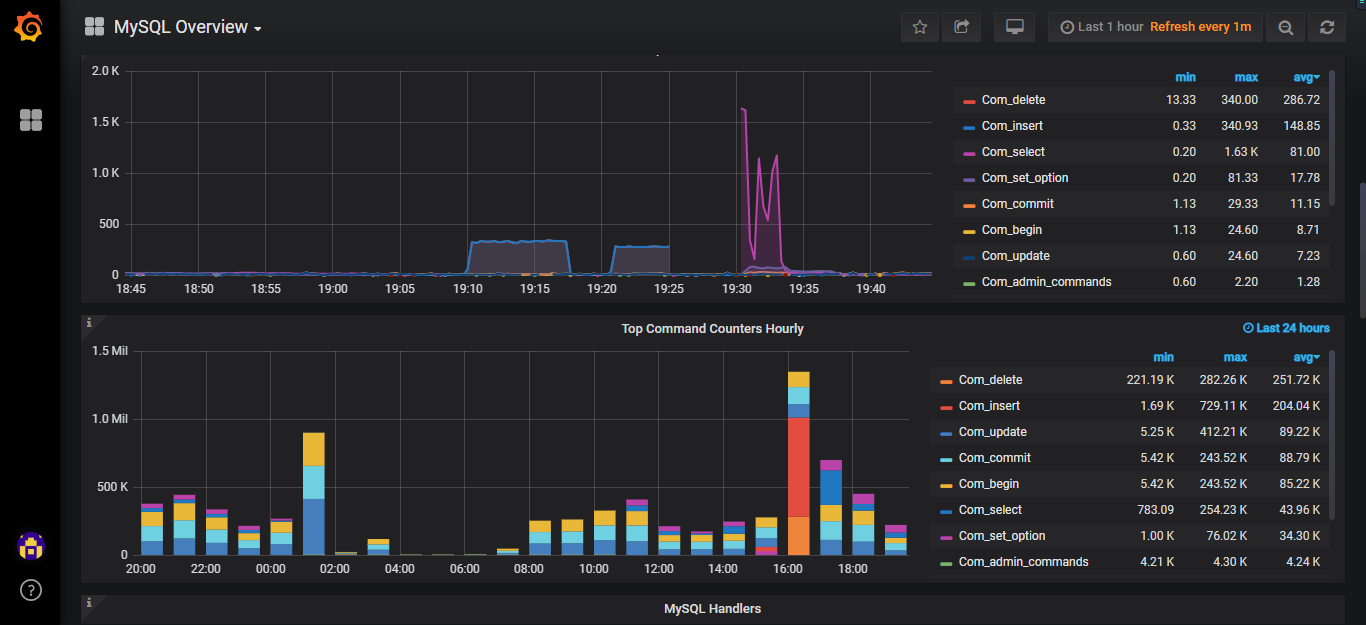 MySQL Overview
Last 1 hour Refresh every 1m
2.0 K
1.5 K
1.0 K
500
0
18:45 18:50 18:55 19:00 19:05 19:10 19:15 19:20 19:25 19:30 19:35 19:40
min max avg
Com_delete 13.33 340.00 286.72
Com_insert 0.33 340.93 148.85
Com_select 0.20 1.63 K 81.00
Com_set_option 0.20 81.33 17.78
Com_commit 1.13 29.33 11.15
Com_begin 1.13 24.60 8.71
Com_update 0.60 24.60 7.23
Com_admin_commands 0.60 2.20 1.28
i
Top Command Counters Hourly
Last 24 hours
1.5 Mil
1.0 Mil
500 K
0
20:00 22:00 00:00 02:00 04:00 06:00 08:00 10:00 12:00 14:00 16:00 18:00
min max avg
Com_delete 221.19 K 282.26 K 251.72 K
Com_insert 1.69 K 729.11 K 204.04 K
Com_update 5.25 K 412.21 K 89.22 K
Com_commit 5.42 K 243.52 K 88.79 K
Com_begin 5.42 K 243.52 K 85.22 K
Com_select 783.09 254.23 K 43.96 K
Com_set_option 1.00 K 76.02 K 34.30 K
Com_admin_commands 4.21 K 4.30 K 4.24 K
?
i
MySQL Handlers